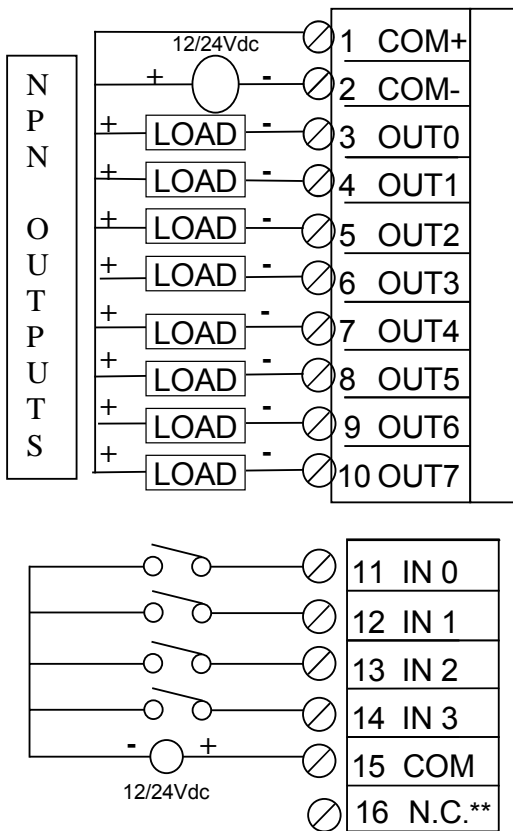 NPN OUTPUTS
12/24Vdc
1 COM+
+ - 2 COM-
+ LOAD - 3 OUT0
+ LOAD - 4 OUT1
+ LOAD - 5 OUT2
+ LOAD - 6 OUT3
+ LOAD - 7 OUT4
+ LOAD - 8 OUT5
+ LOAD - 9 OUT6
+ LOAD - 10 OUT7
11 IN 0
12 IN 1
13 IN 2
14 IN 3
- + 15 COM
12/24Vdc
16 N.C.**